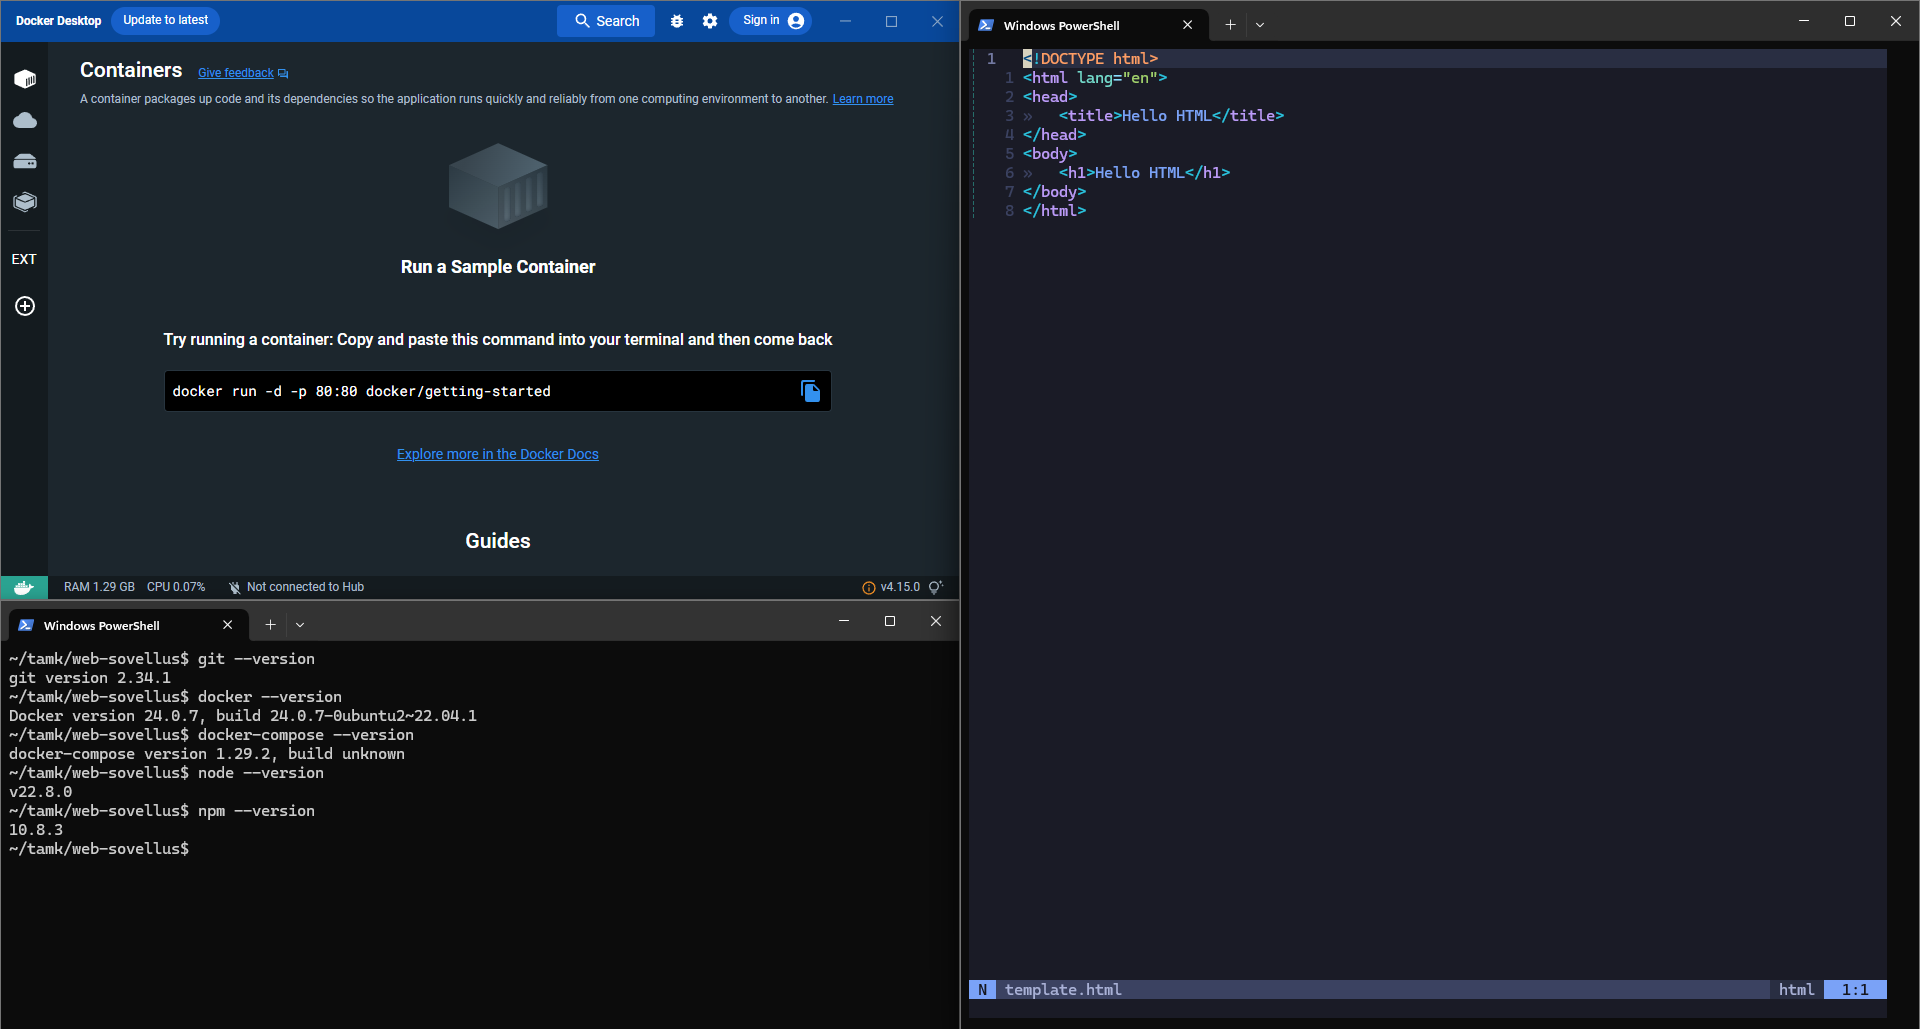 Docker Desktop Update to latest Search Sign in
Containers Give feedback
A container packages up code and its dependencies so the application runs quickly and reliably from one computing environment to another. Learn more
EXT
Run a Sample Container
Try running a container: Copy and paste this command into your terminal and then come back
docker run -d -p 80:80 docker/getting-started
Explore more in the Docker Docs
Guides
RAM 1.29 GB CPU 0.07% Not connected to Hub v4.15.0
Windows PowerShell
~/tamk/web-sovellus$ git --version
git version 2.34.1
~/tamk/web-sovellus$ docker --version
Docker version 24.0.7, build 24.0.7-0ubuntu2~22.04.1
~/tamk/web-sovellus$ docker-compose --version
docker-compose version 1.29.2, build unknown
~/tamk/web-sovellus$ node --version
v22.8.0
~/tamk/web-sovellus$ npm --version
10.8.3
~/tamk/web-sovellus$
Windows PowerShell
1 <!DOCTYPE html>
1 <html lang="en">
2 <head>
3 » <title>Hello HTML</title>
4 </head>
5 <body>
6 » <h1>Hello HTML</h1>
7 </body>
8 </html>
N template.html html 1:1